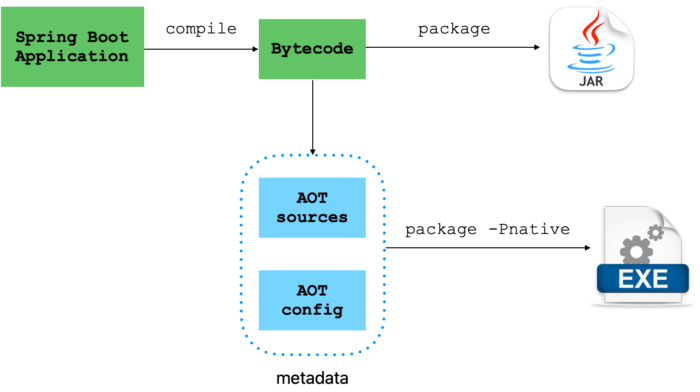 Spring Boot
Application
compile
Bytecode
package
JAR
AOT
sources
package -Pnative
EXE
AOT
config
metadata